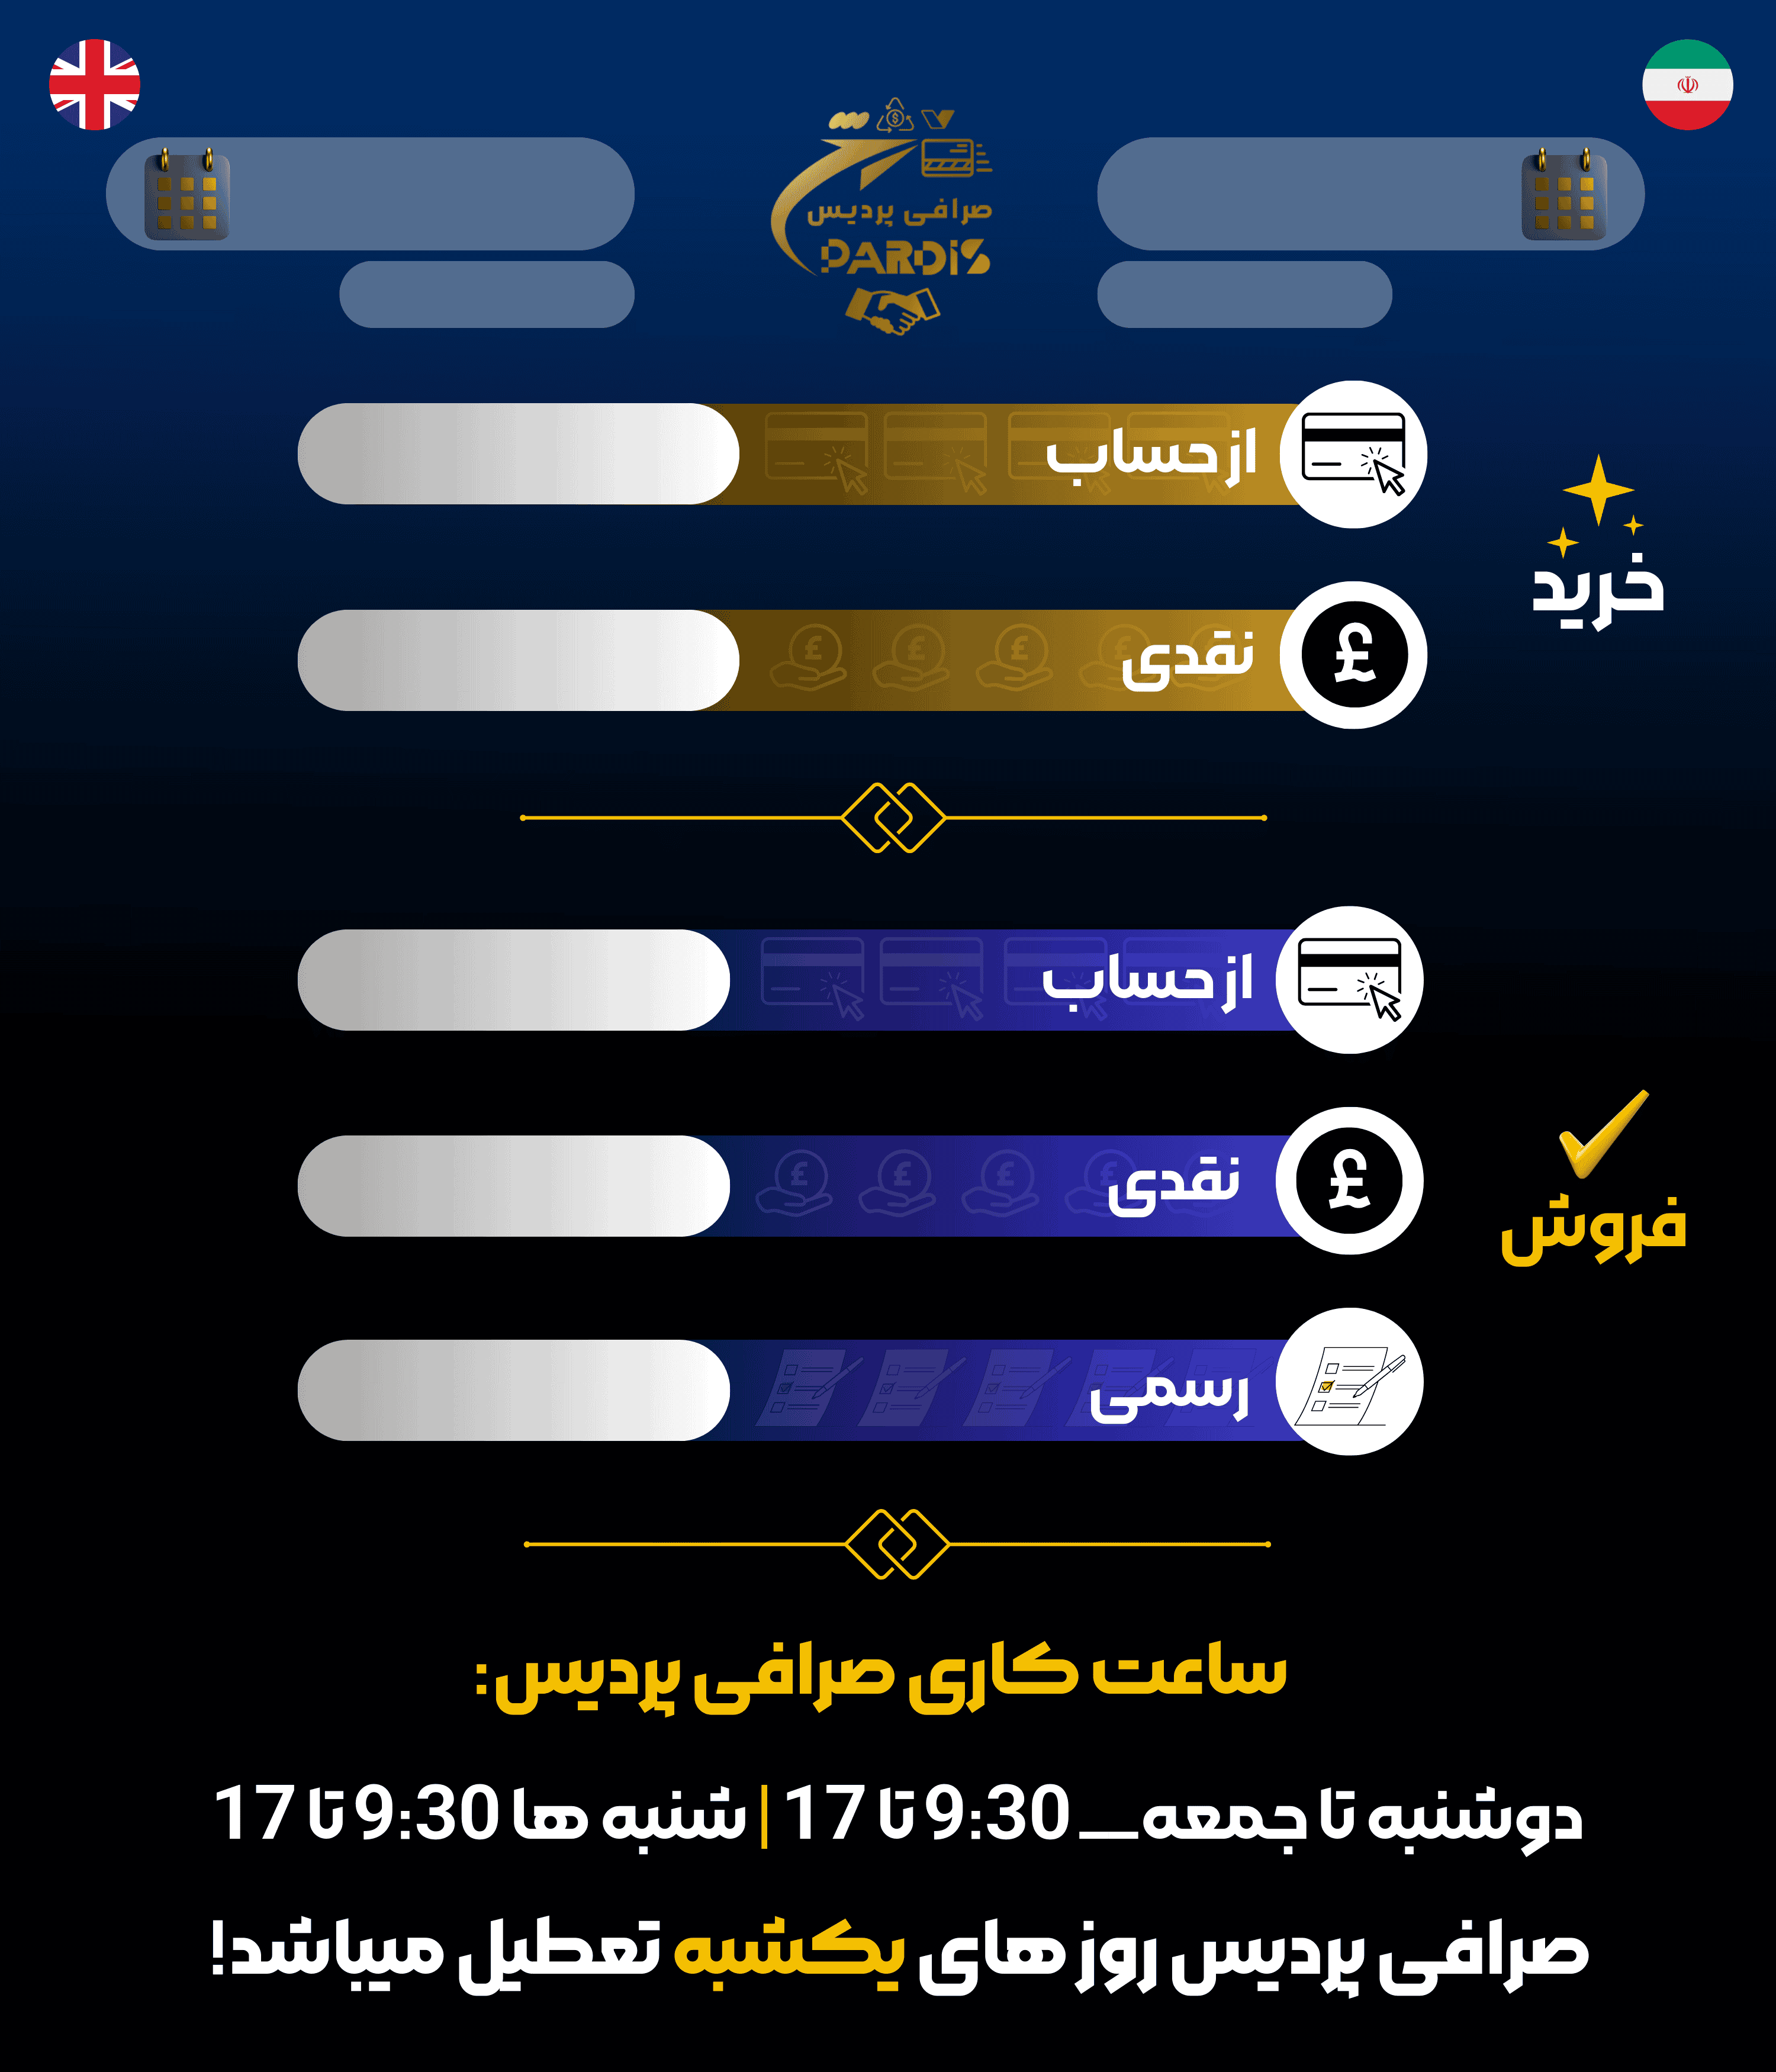 صرافی پردیس
PARDIS
از حساب
خرید
نقدی
از حساب
نقدی
فروش
رسمی
ساعت کاری صرافی پردیس:
دوشنبه تا جمعه__ 9:30 تا 17 | شنبه ها 9:30 تا 17
صرافی پردیس روز های یکشبه تعطیل میباشد!